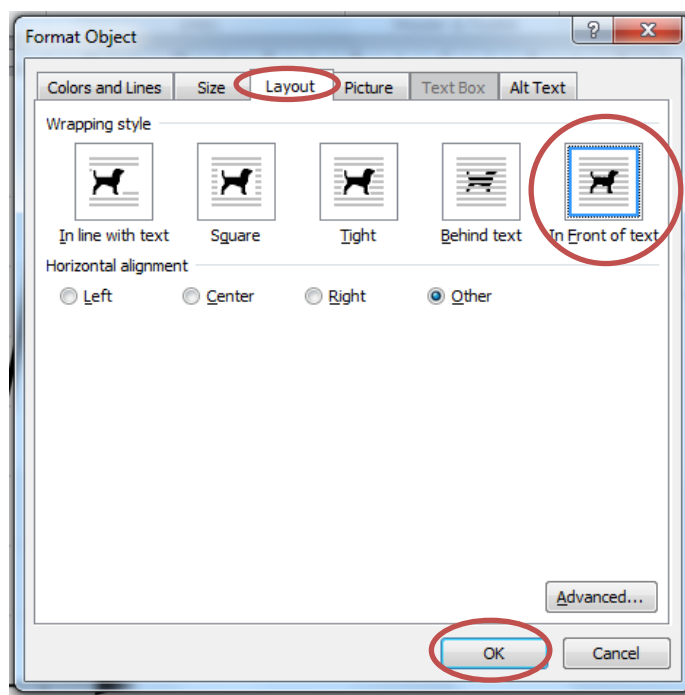 Format Object
Colors and Lines Size Layout Picture Text Box Alt Text
Wrapping style
In line with text Square Tight Behind text In Front of text
Horizontal alignment
Left Center Right Other
Advanced...
OK Cancel